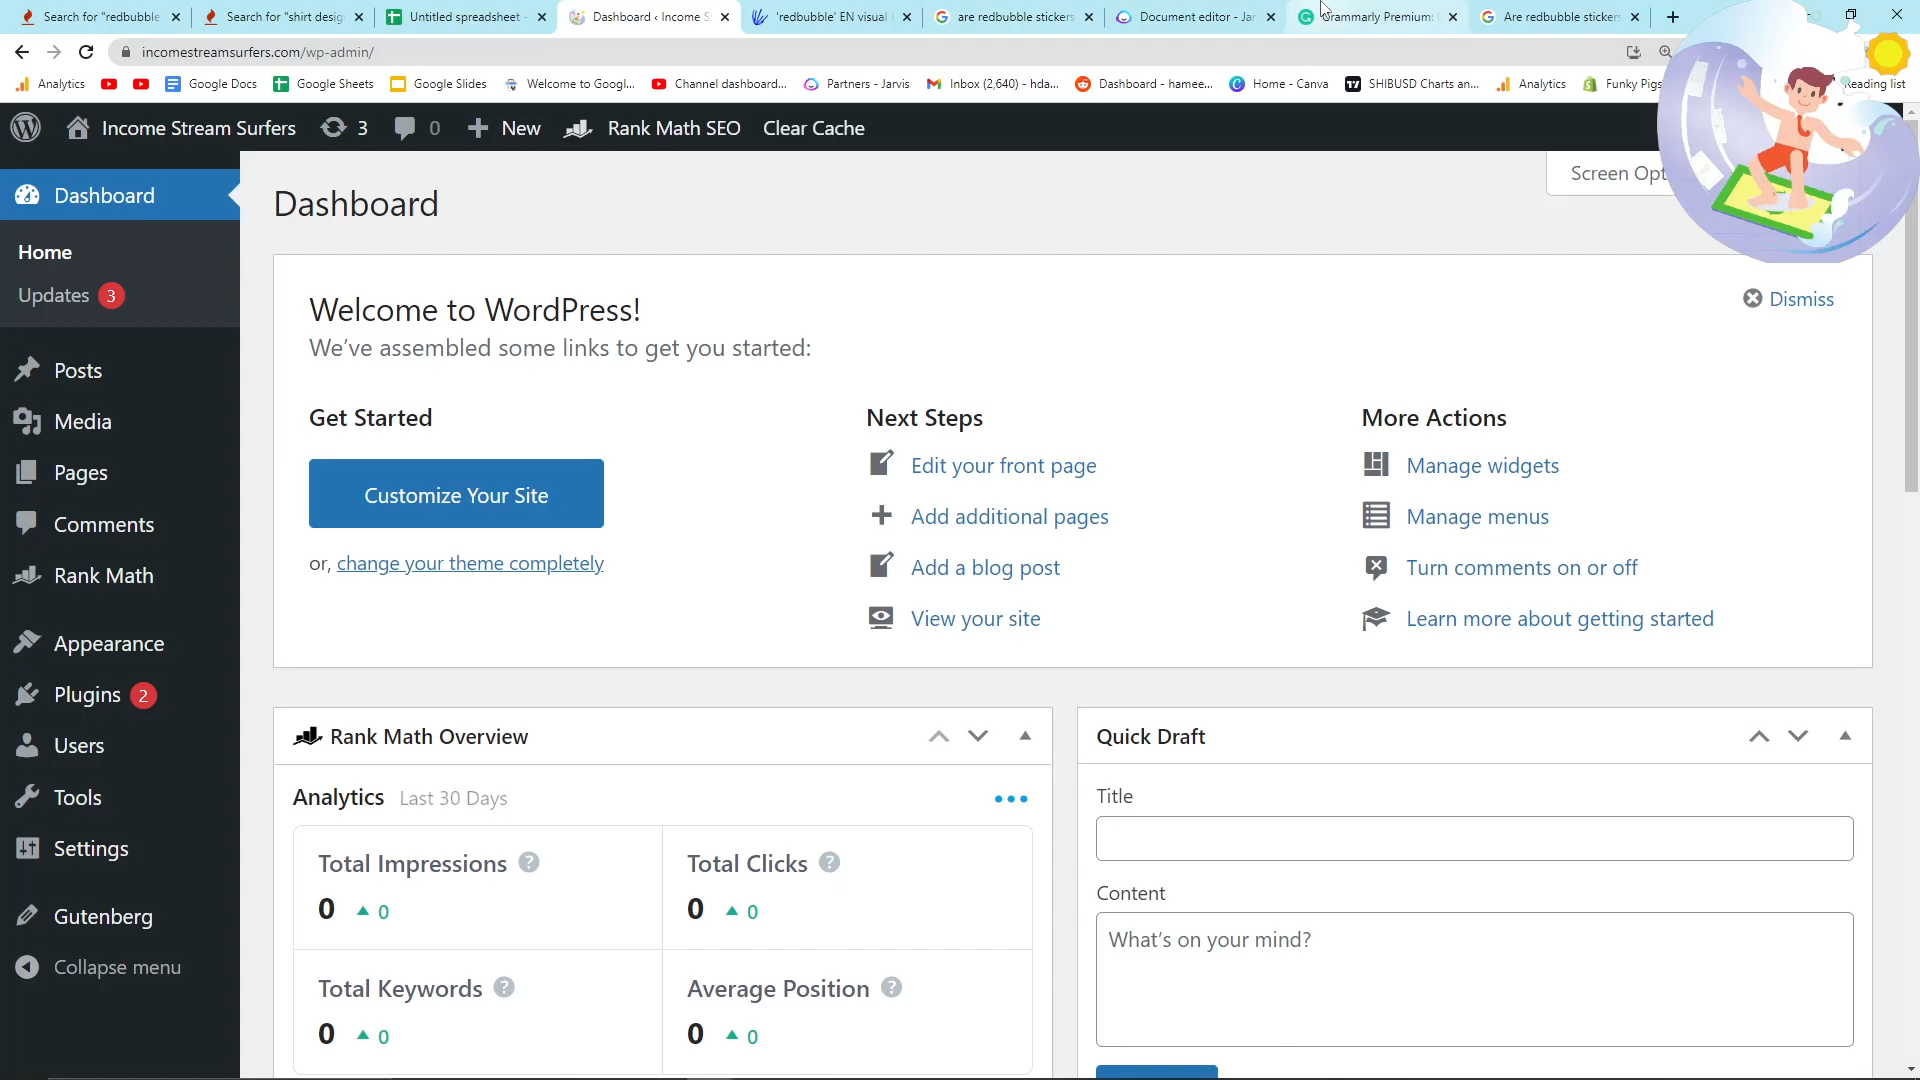 Search for "redbubble
Search for "shirt desig
Untitled spreadsheet -
Dashboard ‹ Income S
'redbubble' EN visual
are redbubble stickers
Document editor - Jar
Grammarly Premium:
Are redbubble sticker
incomestreamsurfers.com/wp-admin/
Analytics
Google Docs
Google Sheets
Google Slides
Welcome to Googl...
Channel dashboard...
Partners - Jarvis
Inbox (2,640) - hda...
Dashboard - hamee...
Home - Canva
SHIBUSD Charts an...
Analytics
Funky Pigs
Reading list
Income Stream Surfers
3
0
New
Rank Math SEO
Clear Cache
Dashboard
Home
Updates 3
Posts
Media
Pages
Comments
Rank Math
Appearance
Plugins 2
Users
Tools
Settings
Gutenberg
Collapse menu
Screen Opt
Dashboard
Welcome to WordPress!
We've assembled some links to get you started:
Dismiss
Get Started
Customize Your Site
or, change your theme completely
Next Steps
Edit your front page
Add additional pages
Add a blog post
View your site
More Actions
Manage widgets
Manage menus
Turn comments on or off
Learn more about getting started
Rank Math Overview
Analytics Last 30 Days
Total Impressions
0 0
Total Clicks
0 0
Total Keywords
0 0
Average Position
0 0
Quick Draft
Title
Content
What's on your mind?